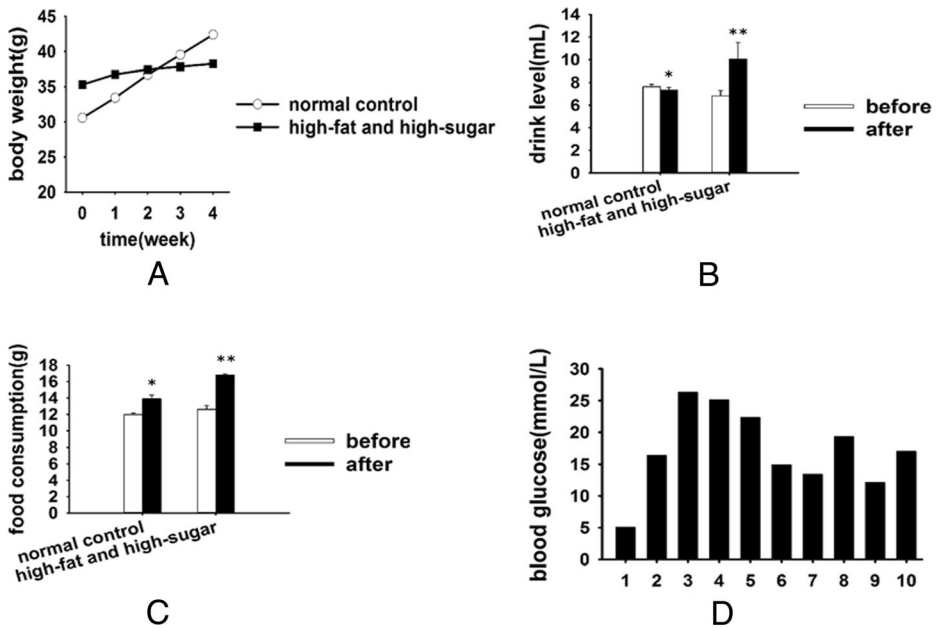 body weight(g)
45
40
35
30
25
20
0 1 2 3 4
time(week)
normal control
high-fat and high-sugar
A
drink level(mL)
14
12
10
8
6
4
2
0
*
**
normal control
high-fat and high-sugar
before
after
B
food consumption(g)
18
16
14
12
10
8
6
4
2
0
*
**
normal control
high-fat and high-sugar
before
after
C
blood glucose(mmol/L)
30
25
20
15
10
5
0
1 2 3 4 5 6 7 8 9 10
D